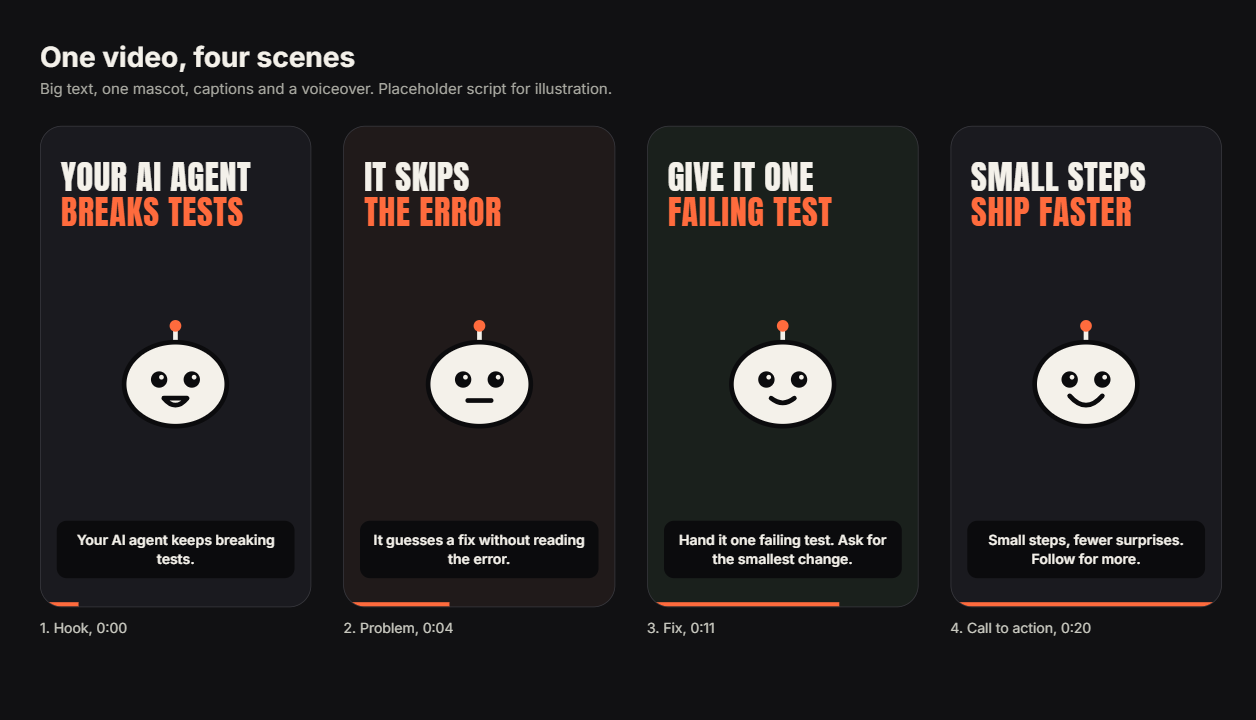 One video, four scenes
Big text, one mascot, captions and a voiceover. Placeholder script for illustration.
YOUR AI AGENT
BREAKS TESTS
Your AI agent keeps breaking
tests.
1. Hook, 0:00
IT SKIPS
THE ERROR
It guesses a fix without reading
the error.
2. Problem, 0:04
GIVE IT ONE
FAILING TEST
Hand it one failing test. Ask for
the smallest change.
3. Fix, 0:11
SMALL STEPS
SHIP FASTER
Small steps, fewer surprises.
Follow for more.
4. Call to action, 0:20